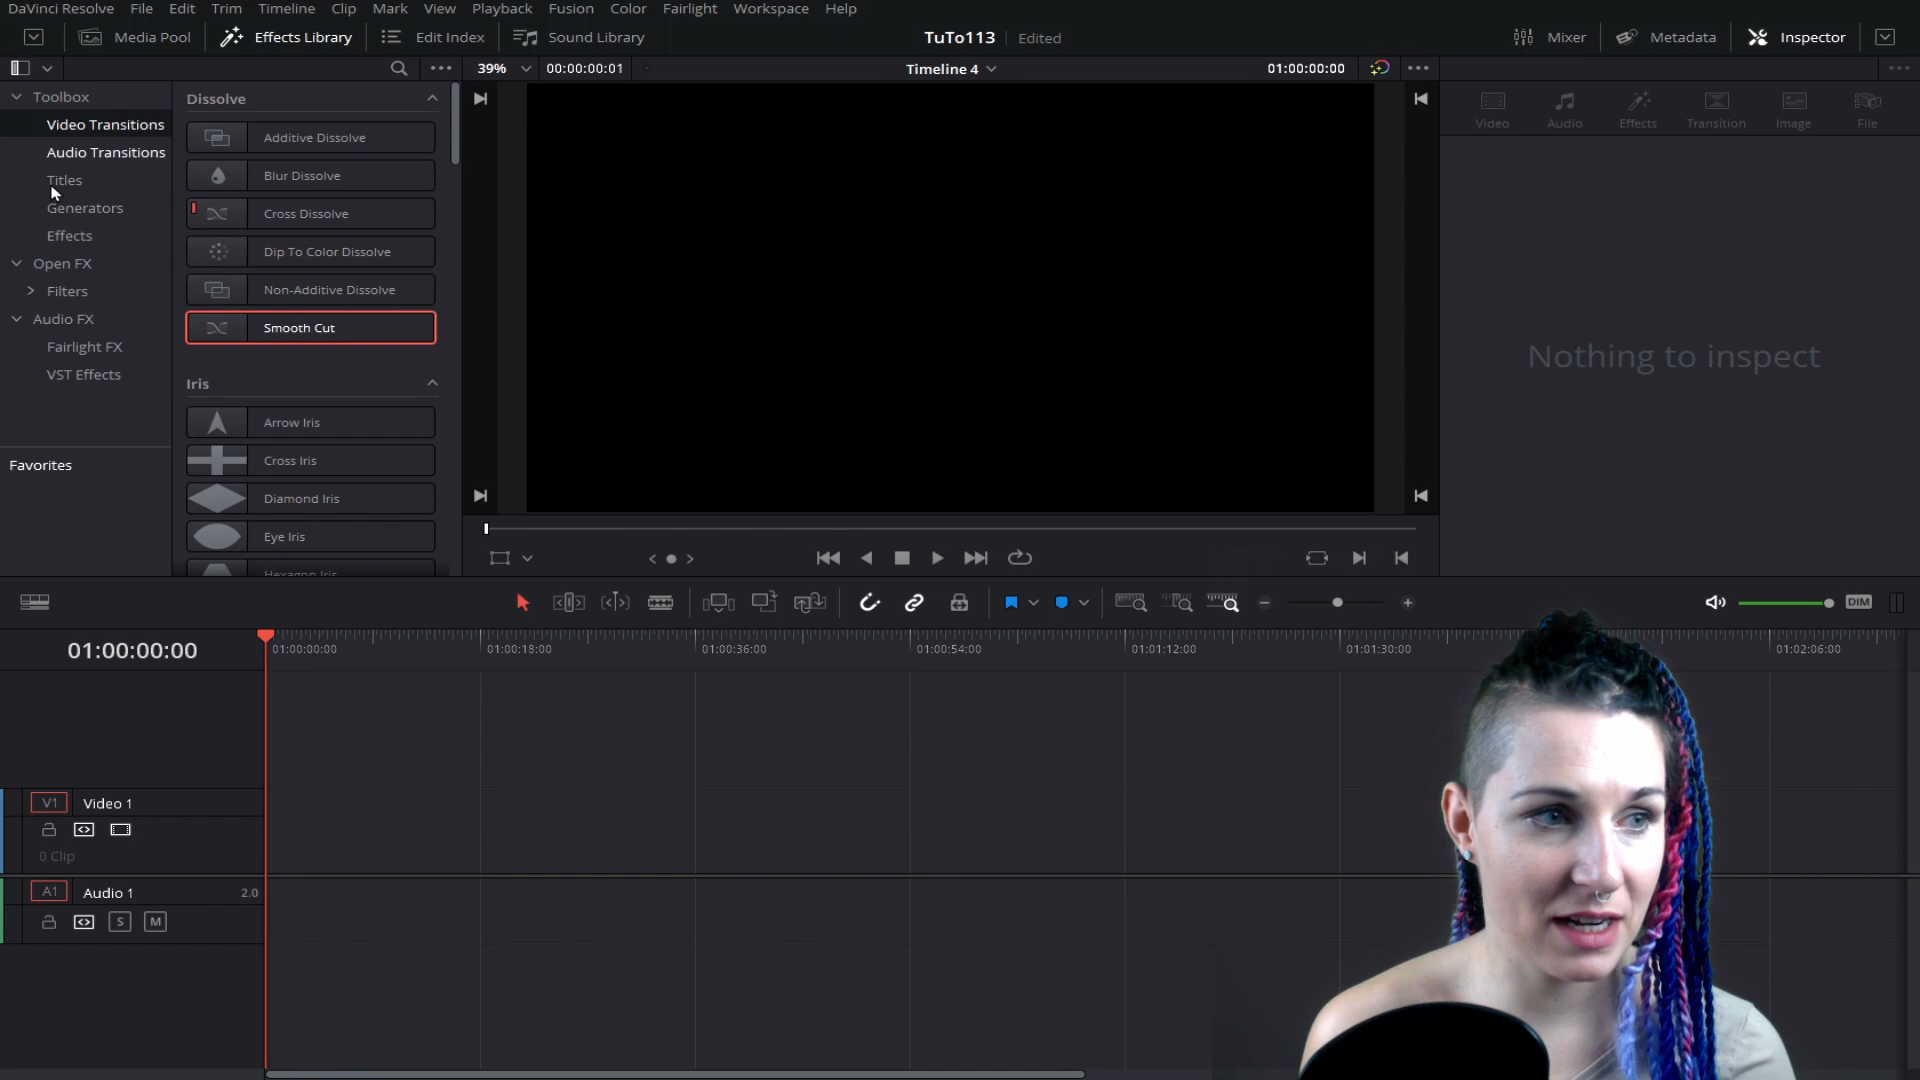 DaVinci Resolve File Edit Trim Timeline Clip Mark View Playback Fusion Color Fairlight Workspace Help
Media Pool Effects Library Edit Index Sound Library TuTo113 Edited Mixer Metadata Inspector
39% 00:00:00:01 Timeline 4 01:00:00:00
Toolbox
Video Transitions
Audio Transitions
Titles
Generators
Effects
Open FX
Filters
Audio FX
Fairlight FX
VST Effects
Favorites
Dissolve
Additive Dissolve
Blur Dissolve
Cross Dissolve
Dip To Color Dissolve
Non-Additive Dissolve
Smooth Cut
Iris
Arrow Iris
Cross Iris
Diamond Iris
Eye Iris
Hexagon Iris
Video Audio Effects Transition Image File
Nothing to inspect
DIM
01:00:00:00
01:00:00:00 01:00:18:00 01:00:36:00 01:00:54:00 01:01:12:00 01:01:30:00 01:02:06:00
V1 Video 1
0 Clip
A1 Audio 1 2.0
S M